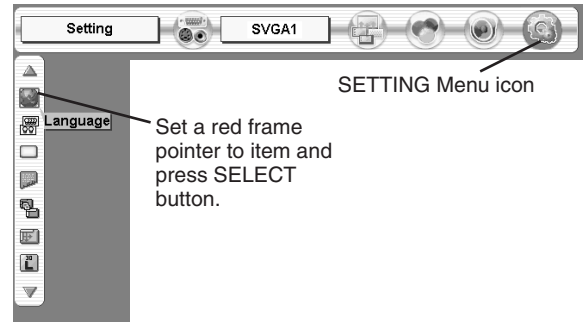 Setting
SVGA1
SETTING Menu icon
Language
Set a red frame
pointer to item and
press SELECT
button.